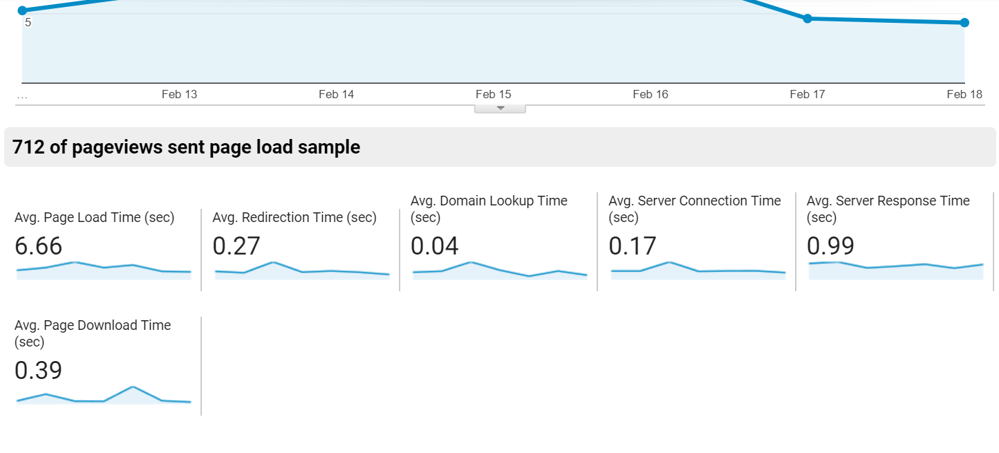 5
...
Feb 13
Feb 14
Feb 15
Feb 16
Feb 17
Feb 18
712 of pageviews sent page load sample
Avg. Page Load Time (sec)
6.66
Avg. Redirection Time (sec)
0.27
Avg. Domain Lookup Time
(sec)
0.04
Avg. Server Connection Time
(sec)
0.17
Avg. Server Response Time
(sec)
0.99
Avg. Page Download Time
(sec)
0.39